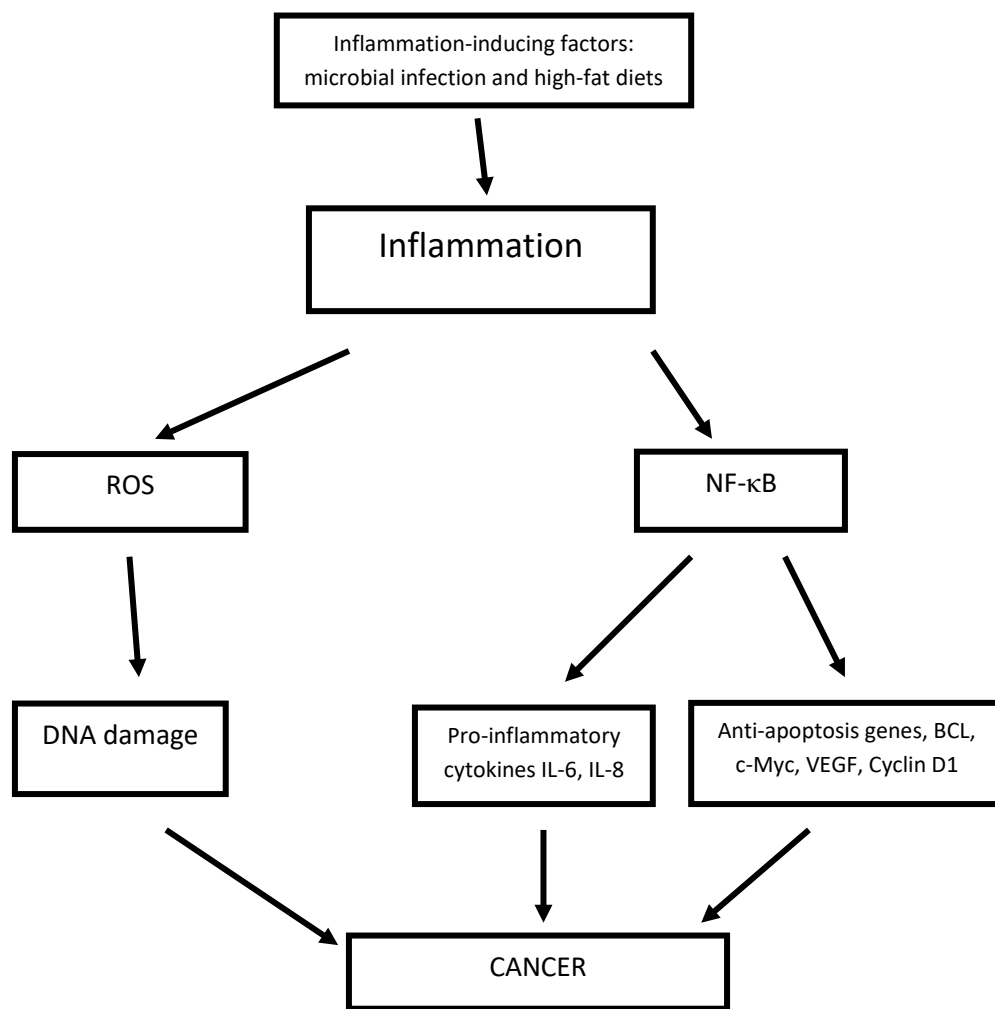 Inflammation-inducing factors:
microbial infection and high-fat diets
Inflammation
ROS
NF-κB
DNA damage
Pro-inflammatory
cytokines IL-6, IL-8
Anti-apoptosis genes, BCL,
c-Myc, VEGF, Cyclin D1
CANCER